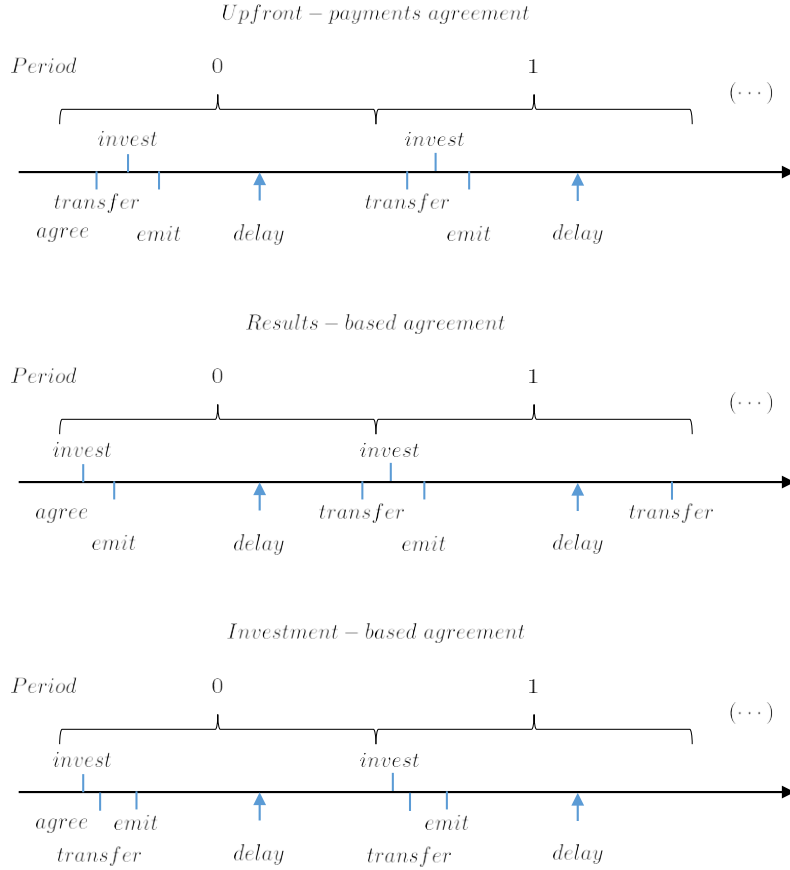 Upfront − payments agreement
Period 0 1
(···)
invest invest
transfer transfer
agree emit delay emit delay
Results − based agreement
Period 0 1
(···)
invest invest
agree transfer transfer
emit delay emit delay
Investment − based agreement
Period 0 1
(···)
invest invest
agree emit emit
transfer delay transfer delay